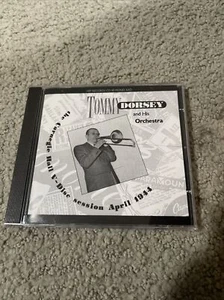 TOMMY
DORSEY
and His
Orchestra
the Carnegie Hall V-Disc session April 1944